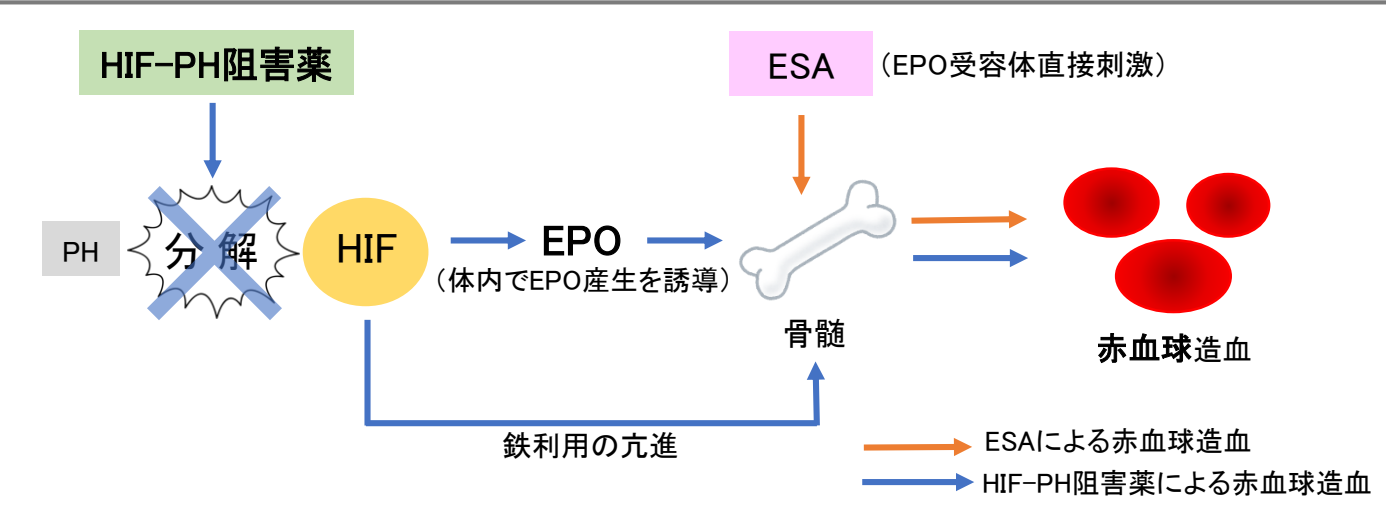 HIF-PH阻害薬
ESA
（EPO受容体直接刺激）
PH
分解
HIF
EPO
（体内でEPO産生を誘導）
骨髄
赤血球造血
鉄利用の亢進
ESAによる赤血球造血
HIF-PH阻害薬による赤血球造血